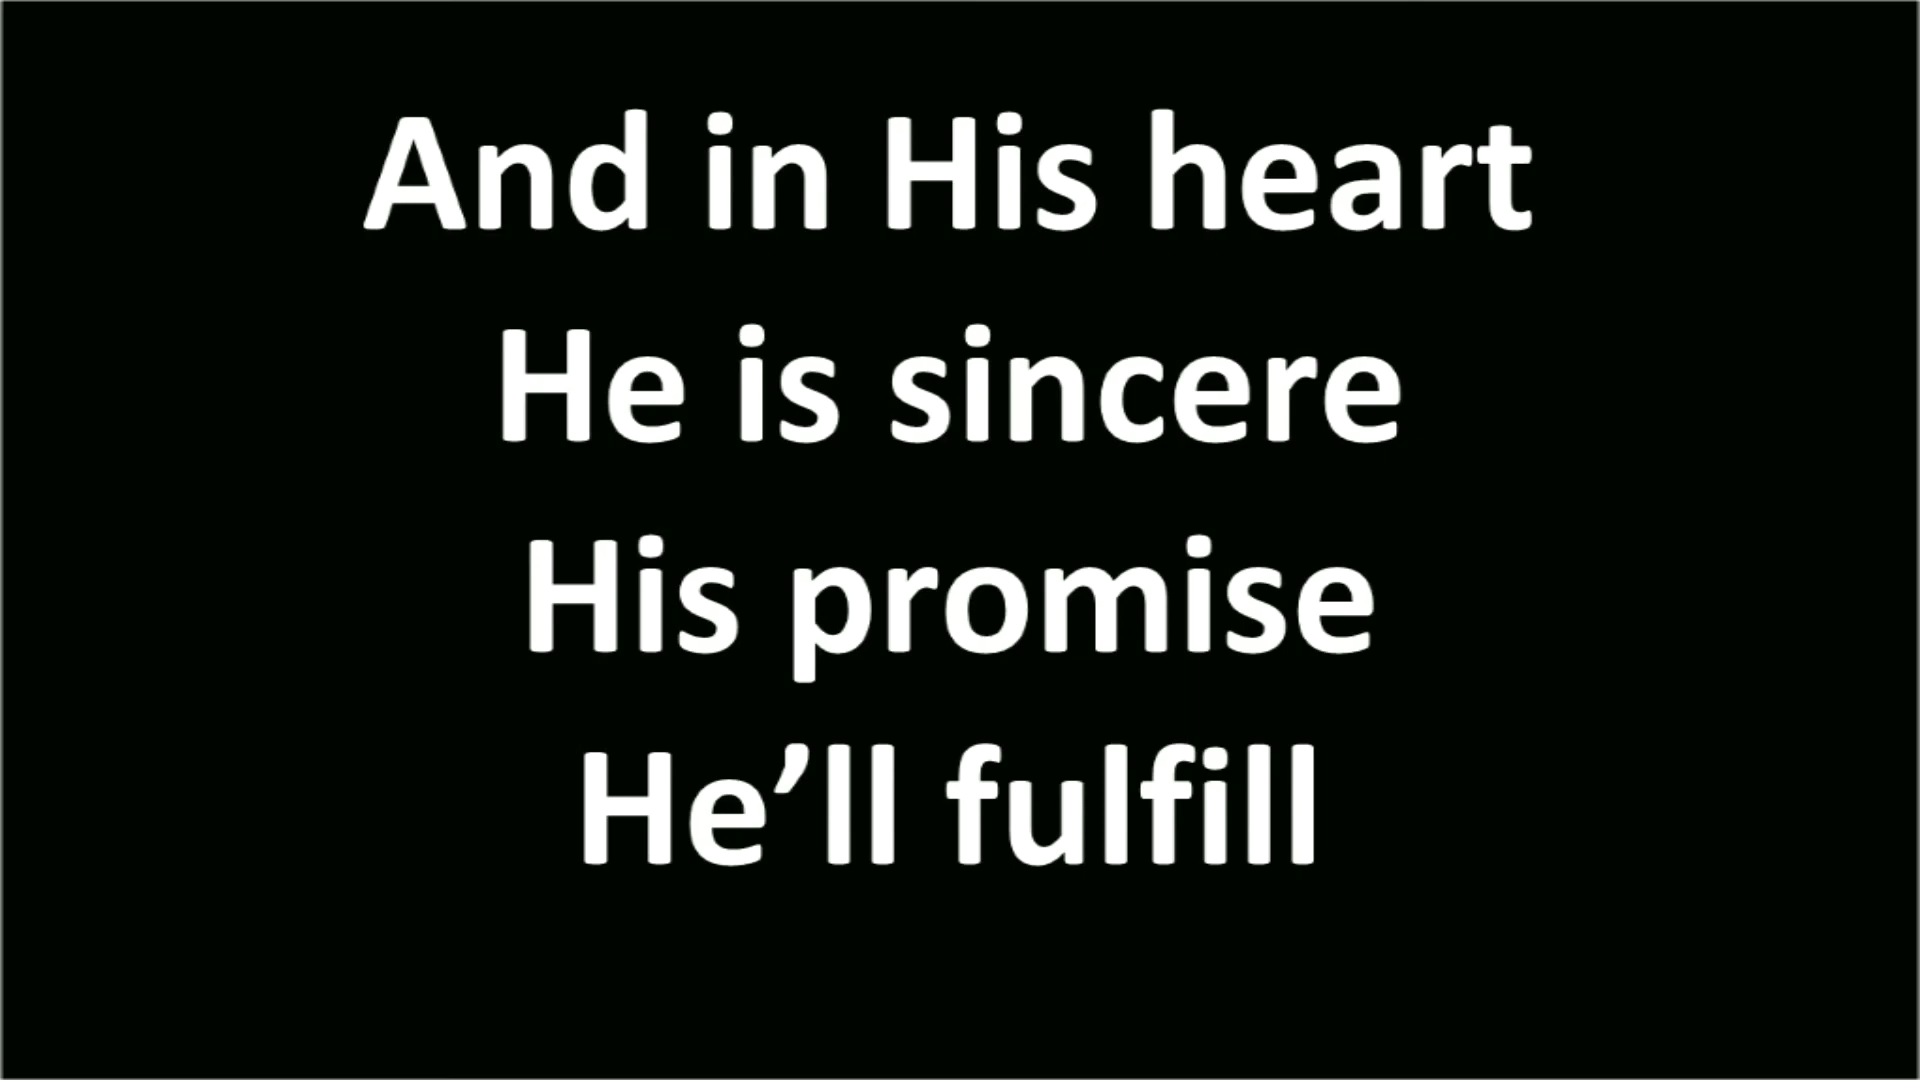 And in His heart
He is sincere
His promise
He’ll fulfill